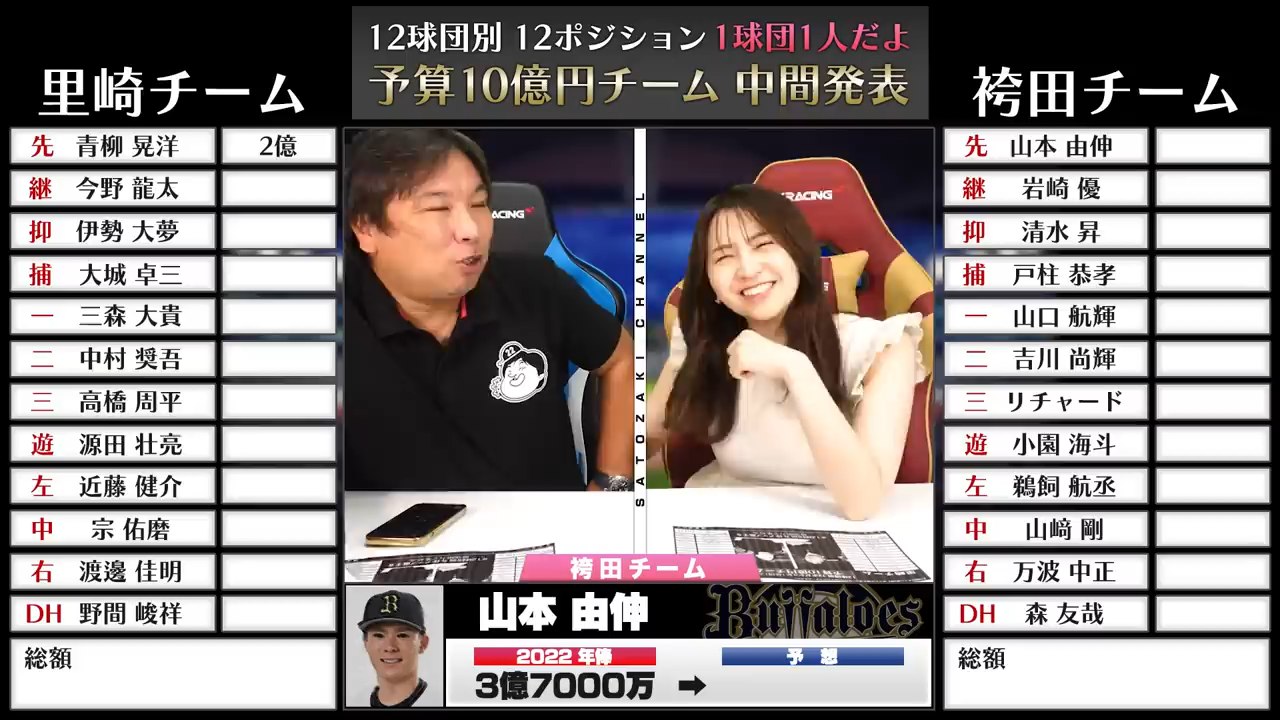 12球団別 12ポジション 1球団1人だよ
予算10億円チーム 中間発表
里崎チーム
先 青柳 晃洋 2億
継 今野 龍太
抑 伊勢 大夢
捕 大城 卓三
一 三森 大貴
二 中村 奨吾
三 高橋 周平
遊 源田 壮亮
左 近藤 健介
中 宗 佑磨
右 渡邊 佳明
DH 野間 峻祥
総額
袴田チーム
先 山本 由伸
継 岩崎 優
抑 清水 昇
捕 戸柱 恭孝
一 山口 航輝
二 吉川 尚輝
三 リチャード
遊 小園 海斗
左 鵜飼 航丞
中 山﨑 剛
右 万波 中正
DH 森 友哉
総額
SATOZAKI CHANNEL
RACING
22
袴田チーム
山本 由伸
Buffaloes
B
2022 年俸
予 想
3億7000万 ➡